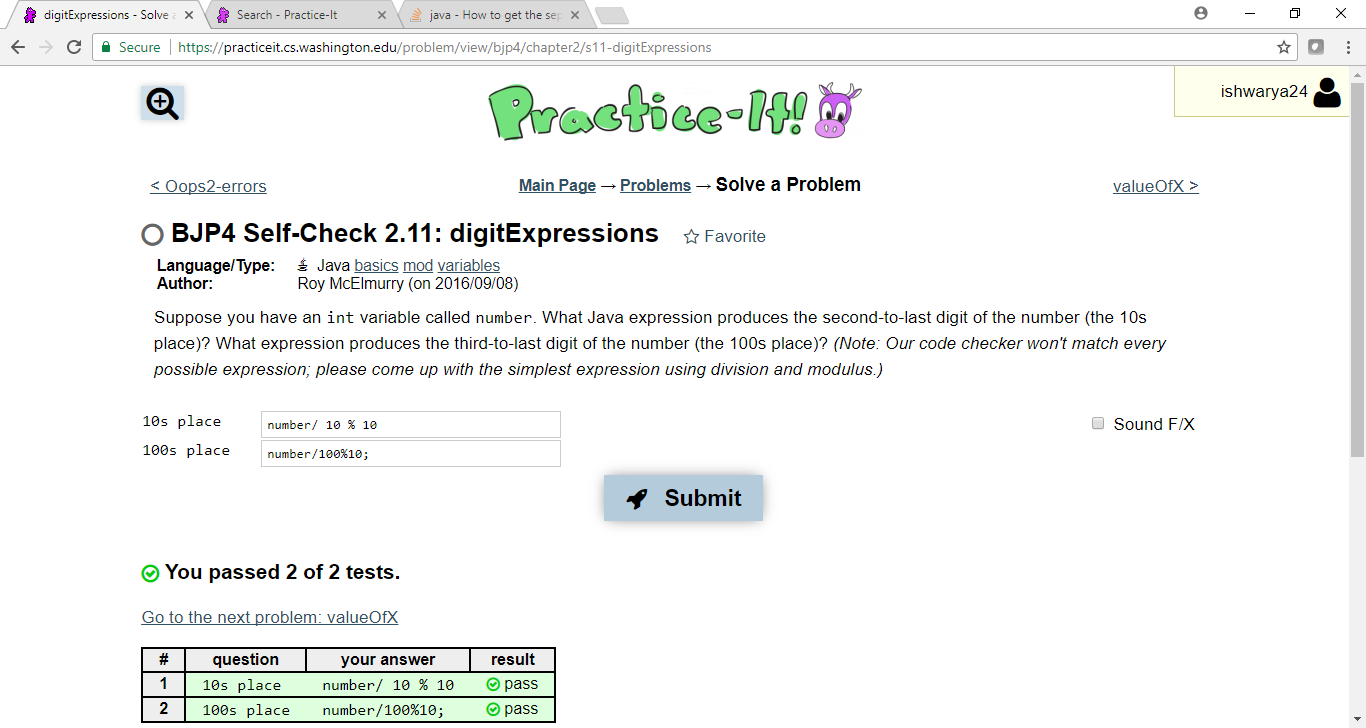 digitExpressions - Solve a
Search - Practice-It
java - How to get the sep
Secure
https://practiceit.cs.washington.edu/problem/view/bjp4/chapter2/s11-digitExpressions
Practice-It!
ishwarya24
< Oops2-errors
Main Page → Problems → Solve a Problem
valueOfX >
BJP4 Self-Check 2.11: digitExpressions
Favorite
Language/Type: Java basics mod variables
Author: Roy McElmurry (on 2016/09/08)
Suppose you have an int variable called number. What Java expression produces the second-to-last digit of the number (the 10s
place)? What expression produces the third-to-last digit of the number (the 100s place)? (Note: Our code checker won't match every
possible expression; please come up with the simplest expression using division and modulus.)
10s place number/ 10 % 10
Sound F/X
100s place number/100%10;
Submit
You passed 2 of 2 tests.
Go to the next problem: valueOfX
# question your answer result
1 10s place number/ 10 % 10 pass
2 100s place number/100%10; pass